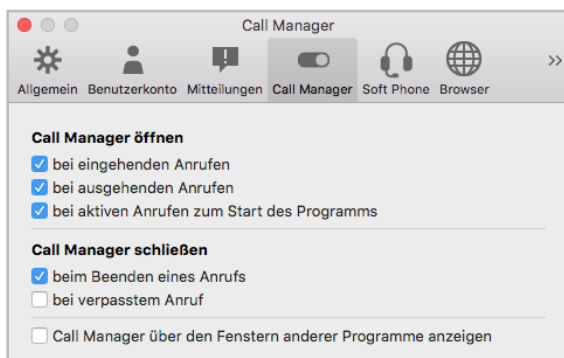 Call Manager
Allgemein Benutzerkonto Mitteilungen Call Manager Soft Phone Browser
Call Manager öffnen
bei eingehenden Anrufen
bei ausgehenden Anrufen
bei aktiven Anrufen zum Start des Programms
Call Manager schließen
beim Beenden eines Anrufs
bei verpasstem Anruf
Call Manager über den Fenstern anderer Programme anzeigen